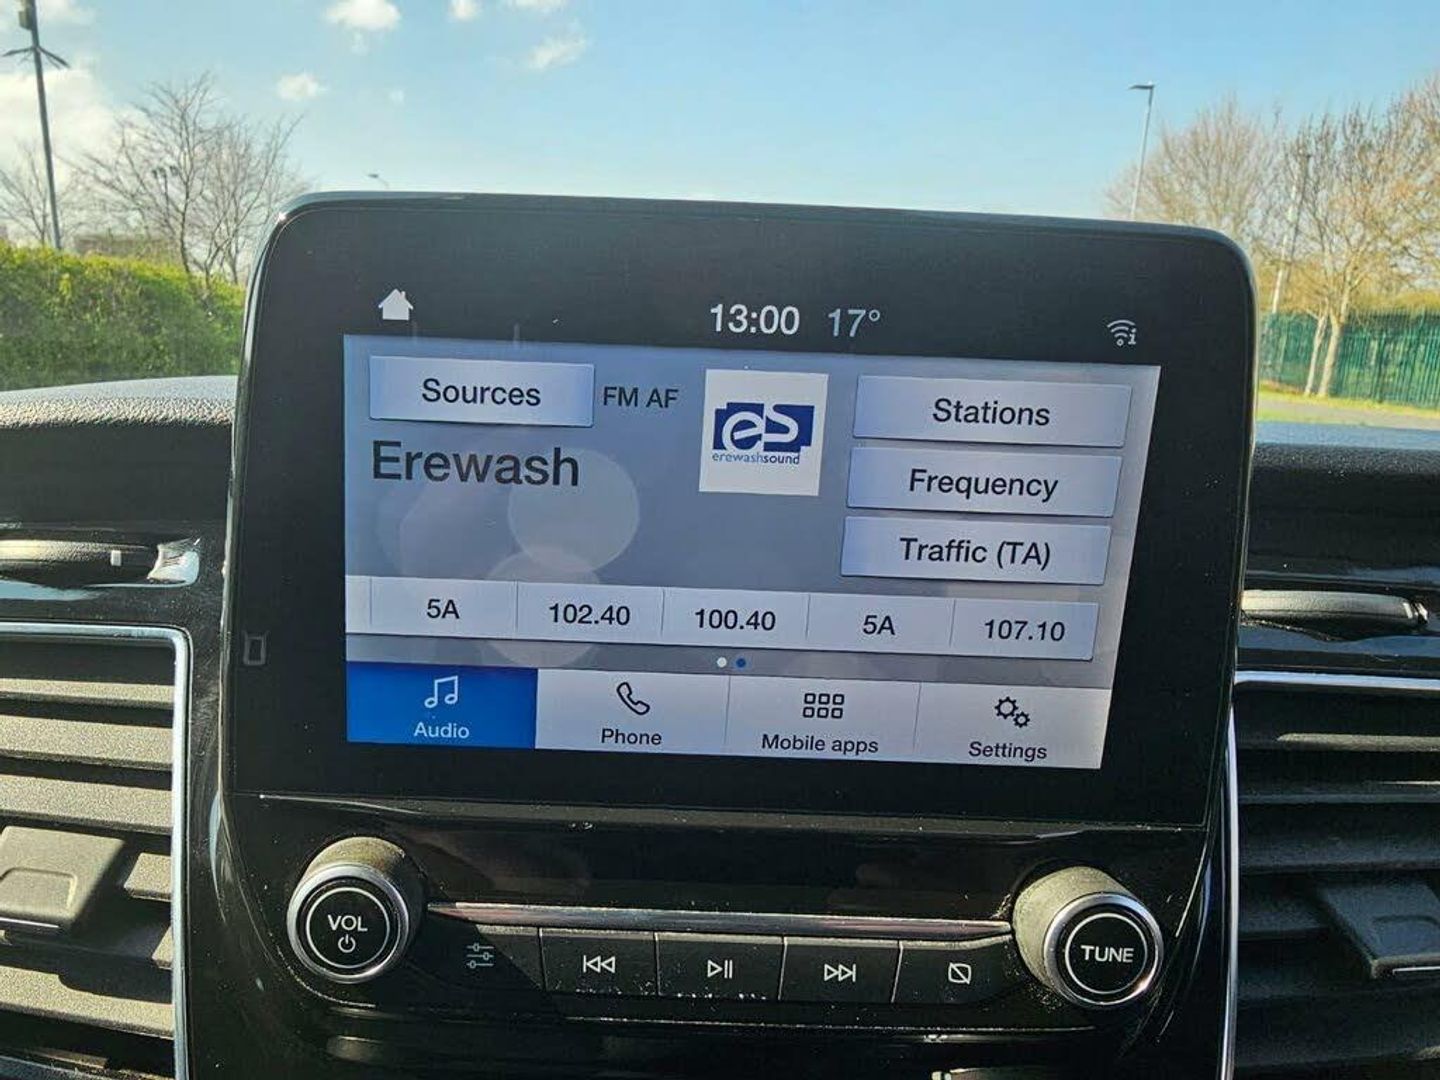 13:00 17°
Sources FM AF
es
erewashsound
Stations
Erewash
Frequency
Traffic (TA)
5A 102.40 100.40 5A 107.10
Audio Phone Mobile apps Settings
VOL
TUNE